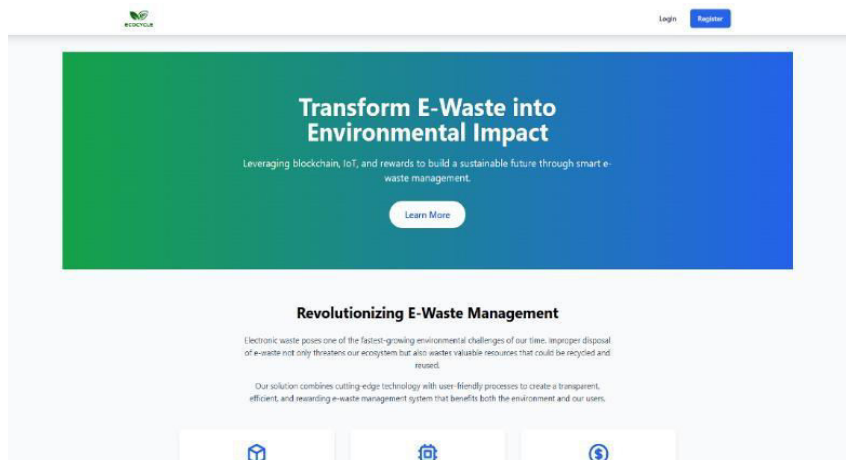 ECOCYCLE
Login
Register
Transform E-Waste into
Environmental Impact
Leveraging blockchain, IoT, and rewards to build a sustainable future through smart e-
waste management.
Learn More
Revolutionizing E-Waste Management
Electronic waste poses one of the fastest-growing environmental challenges of our time. Improper disposal
of e-waste not only threatens our ecosystem but also wastes valuable resources that could be recycled and
reused.
Our solution combines cutting-edge technology with user-friendly processes to create a transparent,
efficient, and rewarding e-waste management system that benefits both the environment and our users.
$